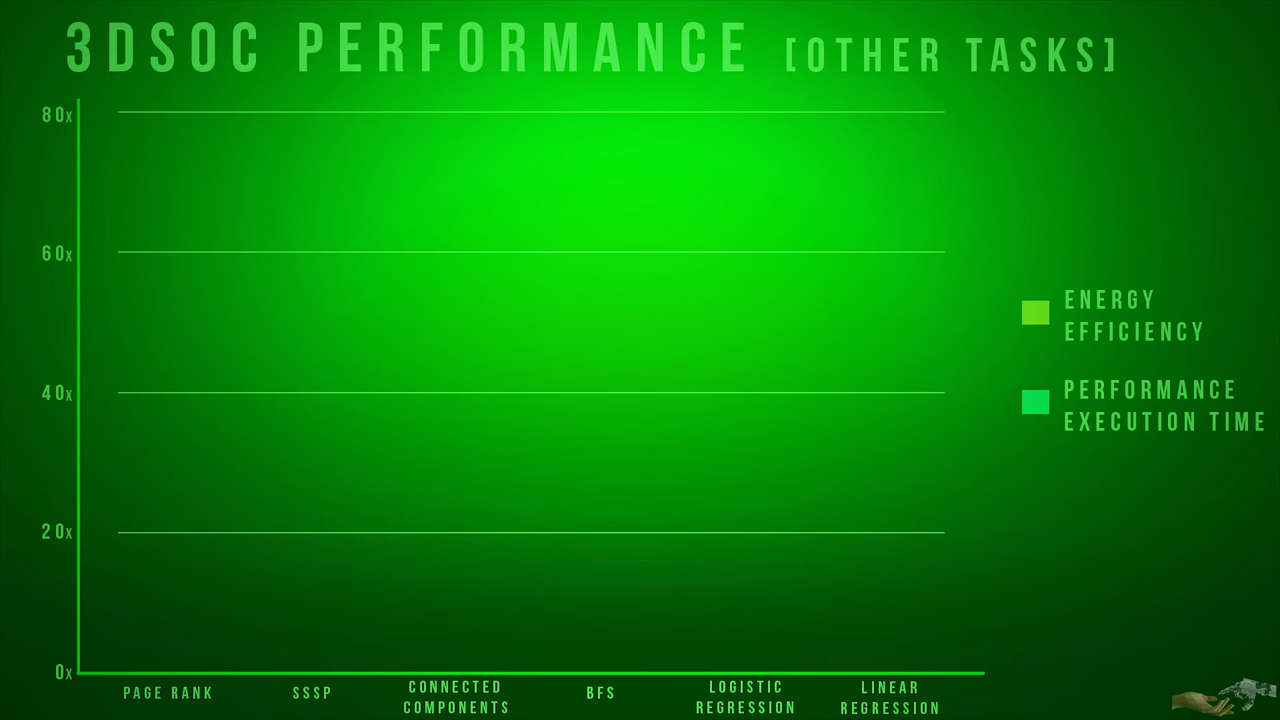 3DSOC PERFORMANCE [OTHER TASKS]
80x
60x
40x
20x
0x
PAGE RANK
SSSP
CONNECTED
COMPONENTS
BFS
LOGISTIC
REGRESSION
LINEAR
REGRESSION
ENERGY
EFFICIENCY
PERFORMANCE
EXECUTION TIME